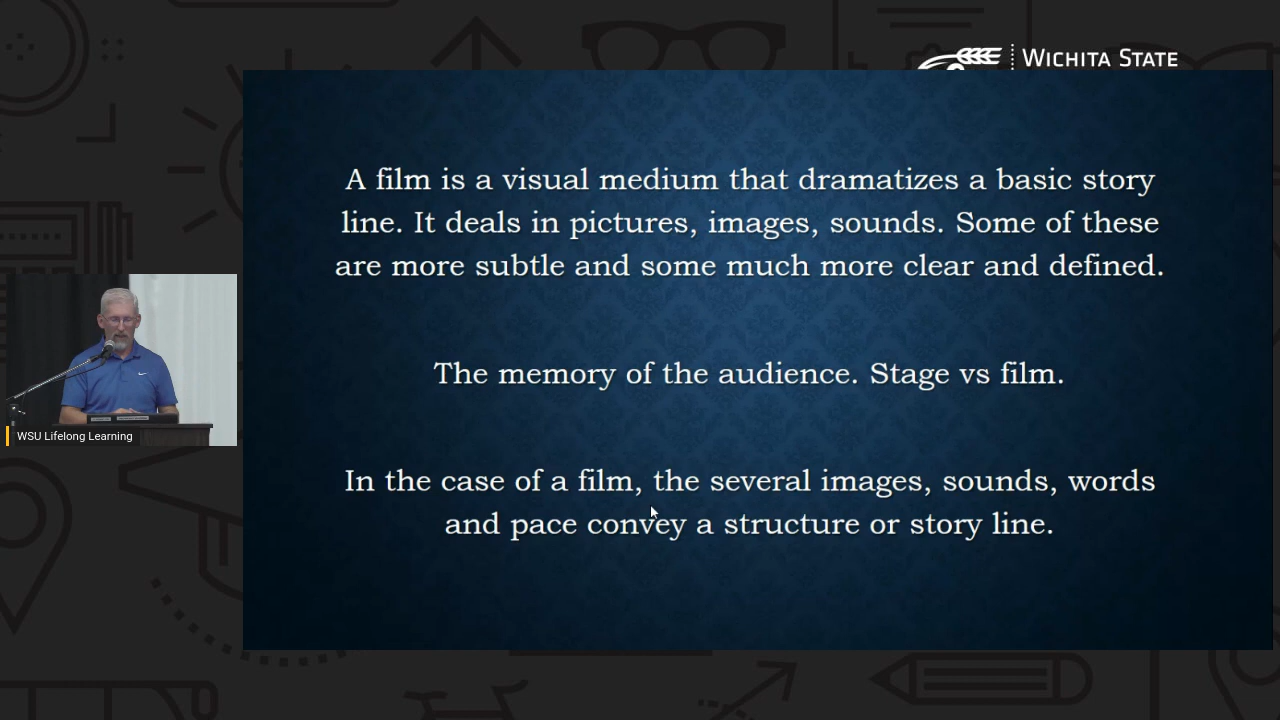 WICHITA STATE
A film is a visual medium that dramatizes a basic story
line. It deals in pictures, images, sounds. Some of these
are more subtle and some much more clear and defined.
The memory of the audience. Stage vs film.
In the case of a film, the several images, sounds, words
and pace convey a structure or story line.
WSU Lifelong Learning